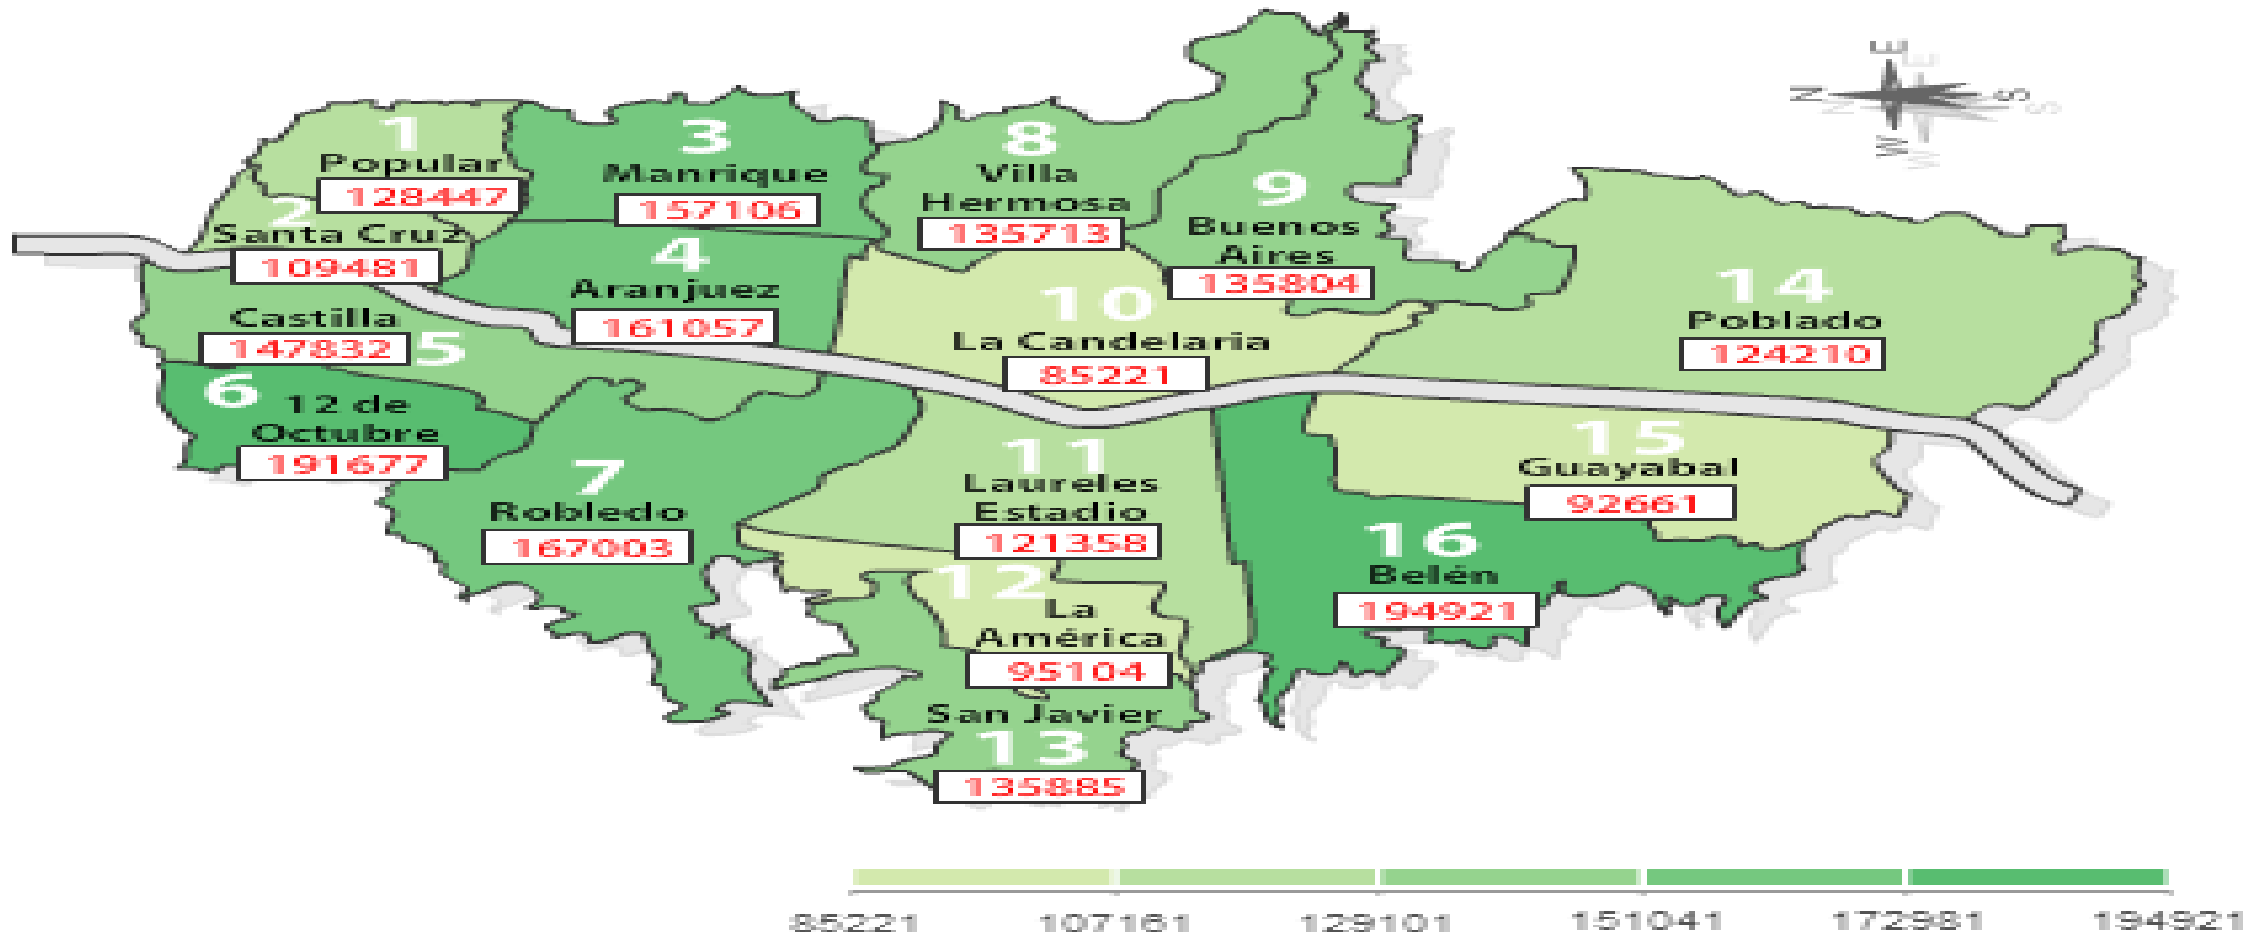 1
Popular
128447
2
Santa Cruz
109481
3
Manrique
157106
4
Aranjuez
161057
Castilla
147832 5
6
12 de
Octubre
191677
7
Robledo
167003
8
Villa
Hermosa
135713
9
Buenos
Aires
135804
10
La Candelaria
85221
11
Laureles
Estadio
121358
12
La
América
95104
San Javier
13
135885
14
Poblado
124210
15
Guayabal
92661
16
Belén
194921
E
N S
W
85221 107161 129101 151041 172981 194921